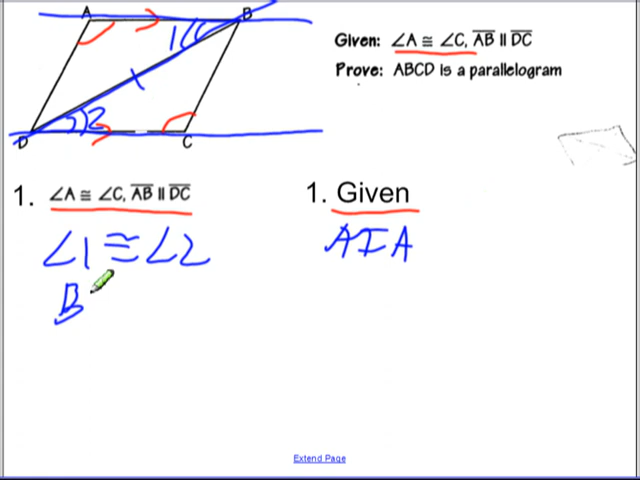 A B
1
2
D C
Given: ∠A ≅ ∠C, AB ∥ DC
Prove: ABCD is a parallelogram
1. ∠A ≅ ∠C, AB ∥ DC
1. Given
∠1 ≅ ∠2
AIA
B
Extend Page